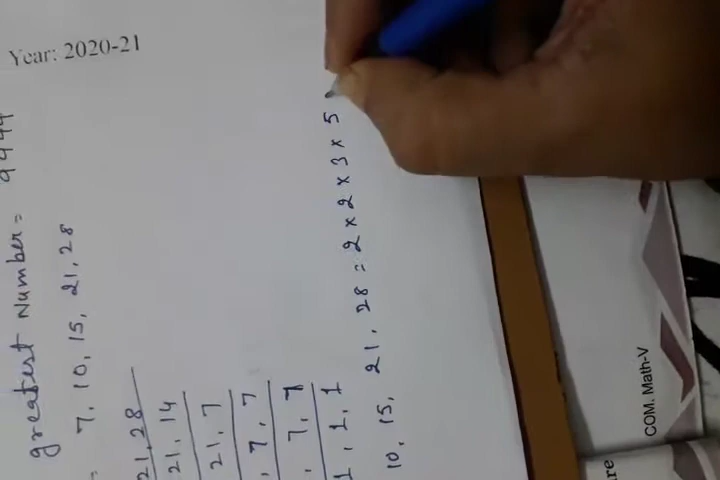 Year: 2020-21
greatest Number = 9999
7, 10, 15, 21, 28
21, 28
21, 14
21, 7
, 7, 7
, 7, 7
1, 1, 1
10, 15, 21, 28 = 2 x 2 x 3 x 5
COM. Math-V